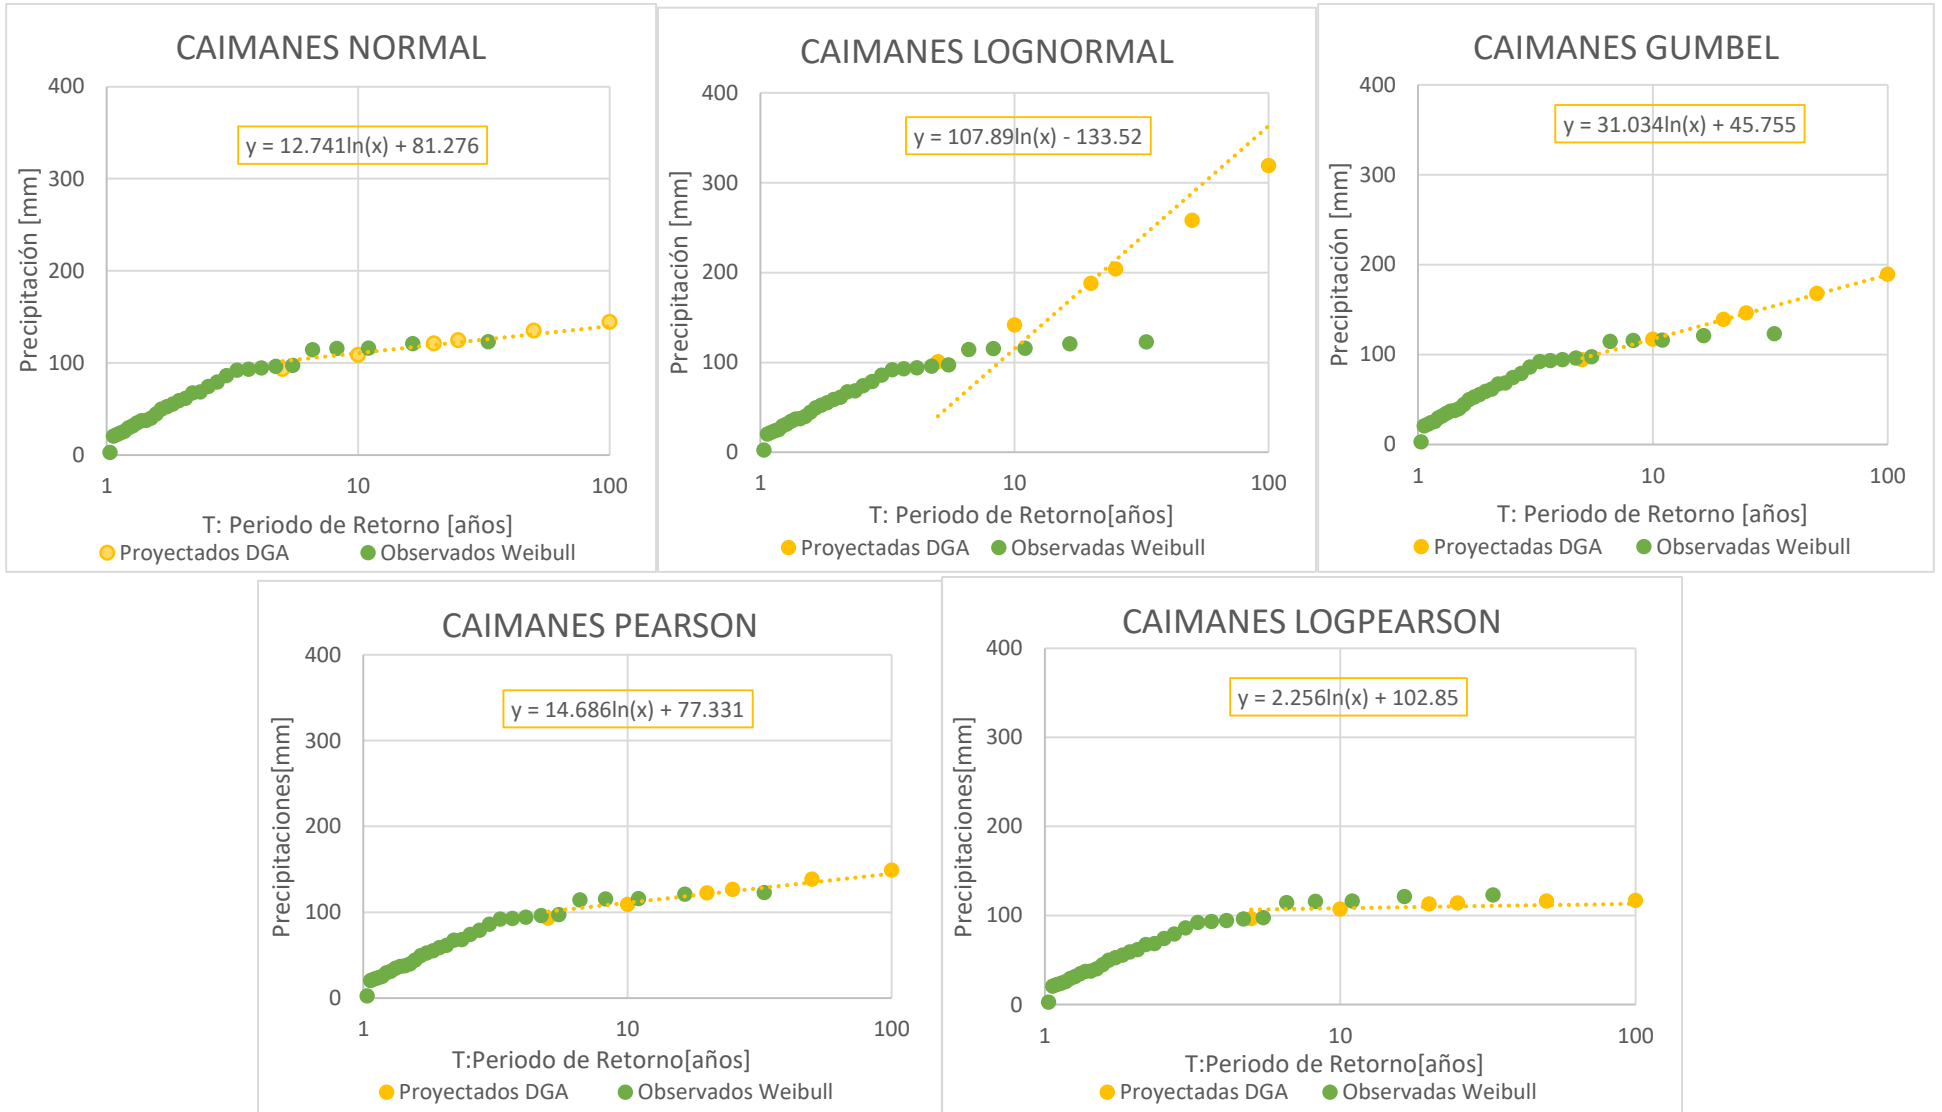 CAIMANES NORMAL
400
300
200
100
0
1
10
100
Precipitación [mm]
y = 12.741ln(x) + 81.276
T: Periodo de Retorno [años]
Proyectados DGA
Observados Weibull
CAIMANES LOGNORMAL
400
300
200
100
0
1
10
100
Precipitación [mm]
y = 107.89ln(x) - 133.52
T: Periodo de Retorno[años]
Proyectadas DGA
Observadas Weibull
CAIMANES GUMBEL
400
300
200
100
0
1
10
100
Precipitación [mm]
y = 31.034ln(x) + 45.755
T: Periodo de Retorno [años]
Proyectadas DGA
Observadas Weibull
CAIMANES PEARSON
400
300
200
100
0
1
10
100
Precipitaciones[mm]
y = 14.686ln(x) + 77.331
T:Periodo de Retorno[años]
Proyectados DGA
Observados Weibull
CAIMANES LOGPEARSON
400
300
200
100
0
1
10
100
Precipitaciones[mm]
y = 2.256ln(x) + 102.85
T:Periodo de Retorno[años]
Proyectadas DGA
Observados Weibull